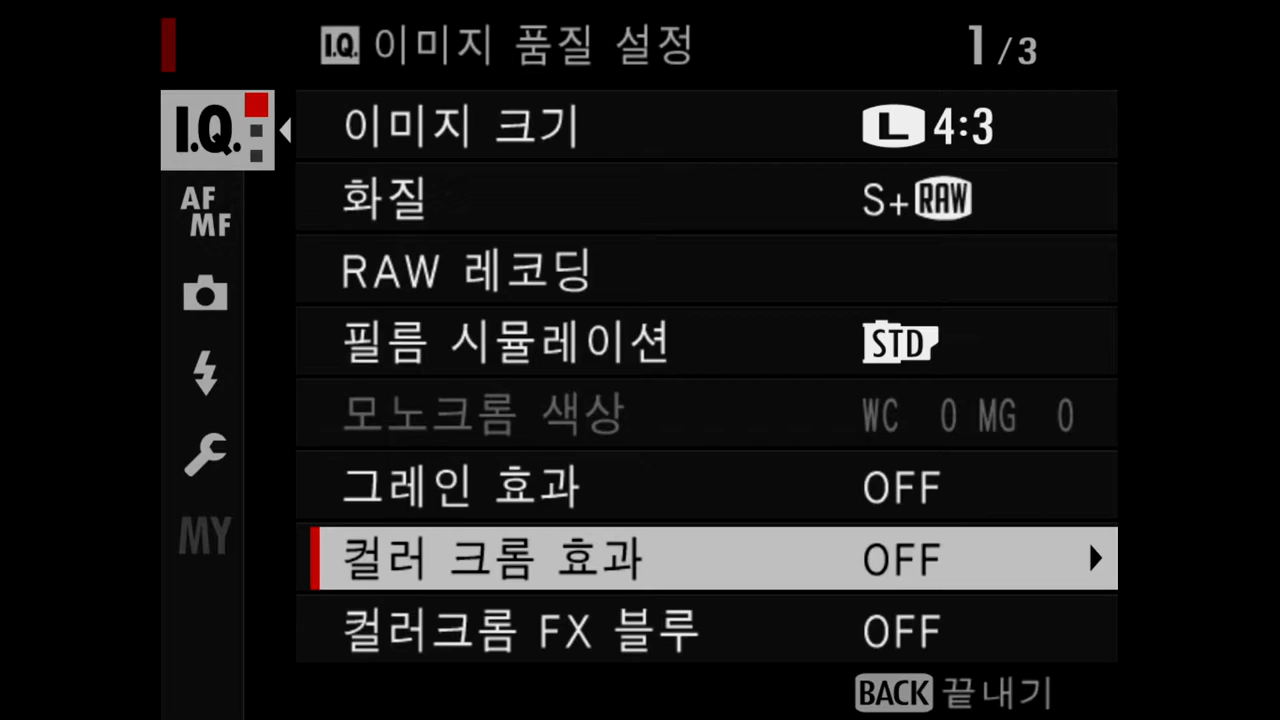 I.Q. 이미지 품질 설정 1/3
I.Q.
이미지 크기 L 4:3
AF
MF
화질 S+RAW
RAW 레코딩
필름 시뮬레이션 STD
모노크롬 색상 WC 0 MG 0
그레인 효과 OFF
MY
컬러 크롬 효과 OFF
컬러크롬 FX 블루 OFF
BACK 끝내기